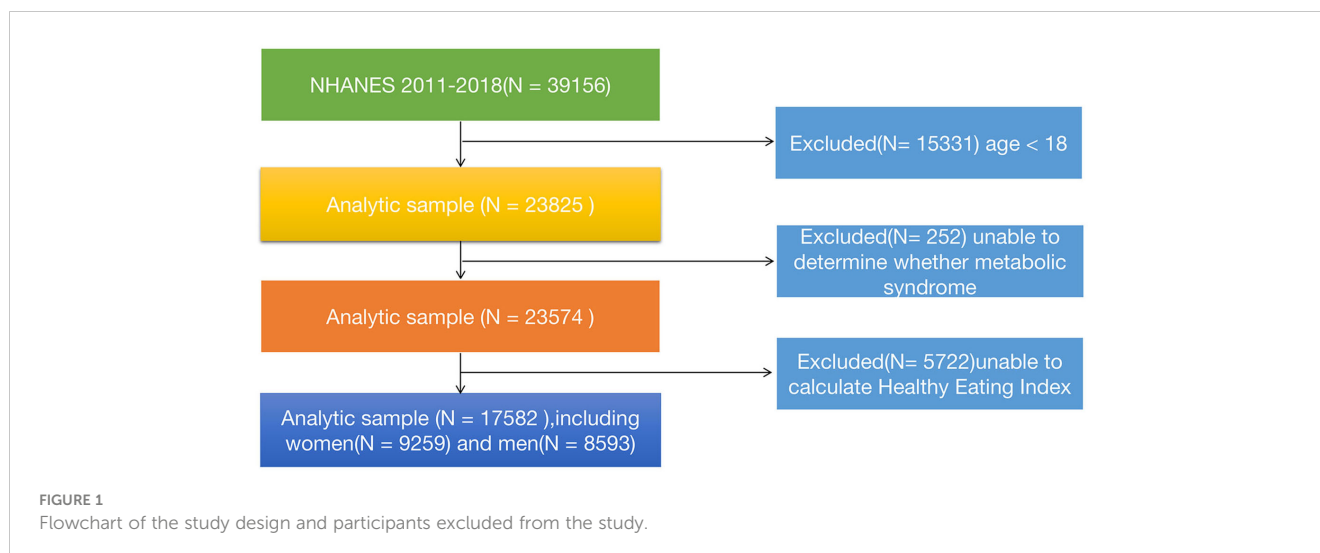 NHANES 2011-2018(N = 39156)
Excluded(N= 15331) age < 18
Analytic sample (N = 23825 )
Excluded(N= 252) unable to
determine whether metabolic
syndrome
Analytic sample (N = 23574 )
Excluded(N= 5722)unable to
calculate Healthy Eating Index
Analytic sample (N = 17582 ),including
women(N = 9259) and men(N = 8593)
FIGURE 1
Flowchart of the study design and participants excluded from the study.